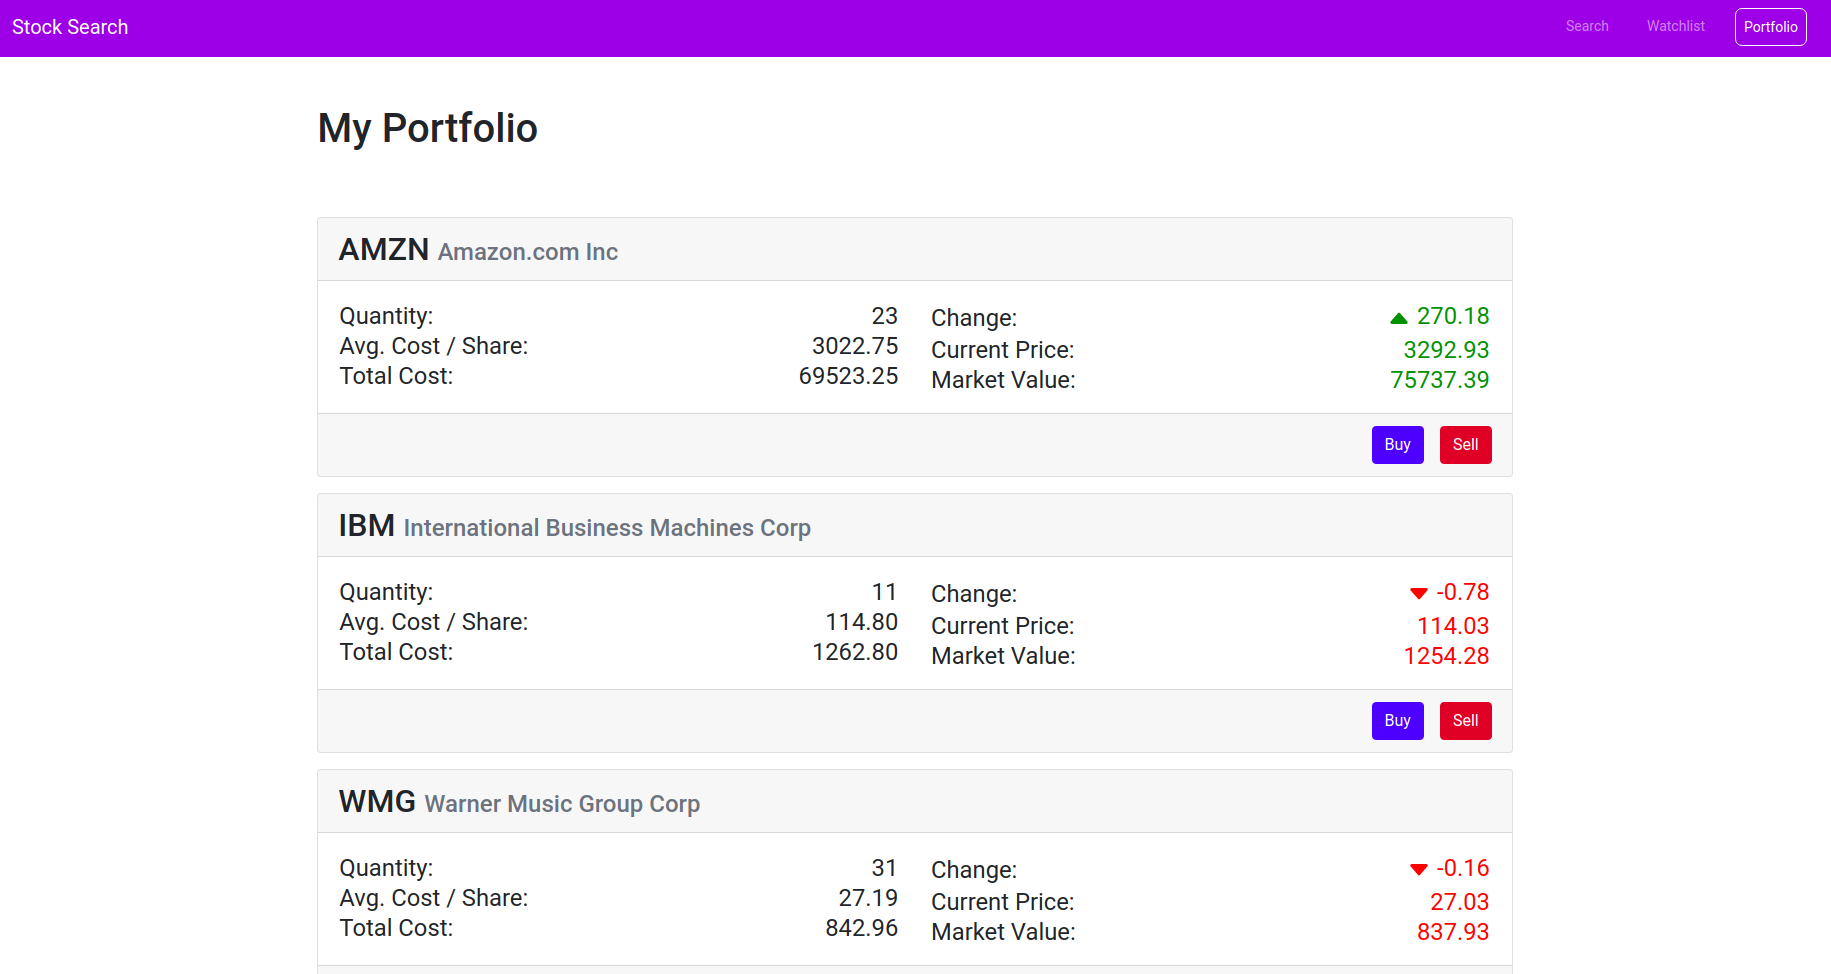 Stock Search
Search Watchlist Portfolio
My Portfolio
AMZN Amazon.com Inc
Quantity: 23 Change: 270.18
Avg. Cost / Share: 3022.75 Current Price: 3292.93
Total Cost: 69523.25 Market Value: 75737.39
Buy Sell
IBM International Business Machines Corp
Quantity: 11 Change: -0.78
Avg. Cost / Share: 114.80 Current Price: 114.03
Total Cost: 1262.80 Market Value: 1254.28
Buy Sell
WMG Warner Music Group Corp
Quantity: 31 Change: -0.16
Avg. Cost / Share: 27.19 Current Price: 27.03
Total Cost: 842.96 Market Value: 837.93